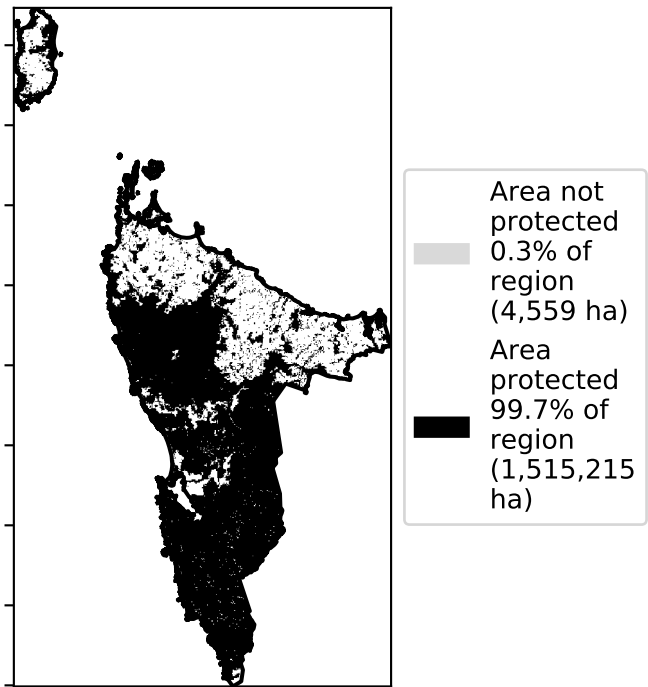 Area not
protected
0.3% of
region
(4,559 ha)
Area
protected
99.7% of
region
(1,515,215
ha)